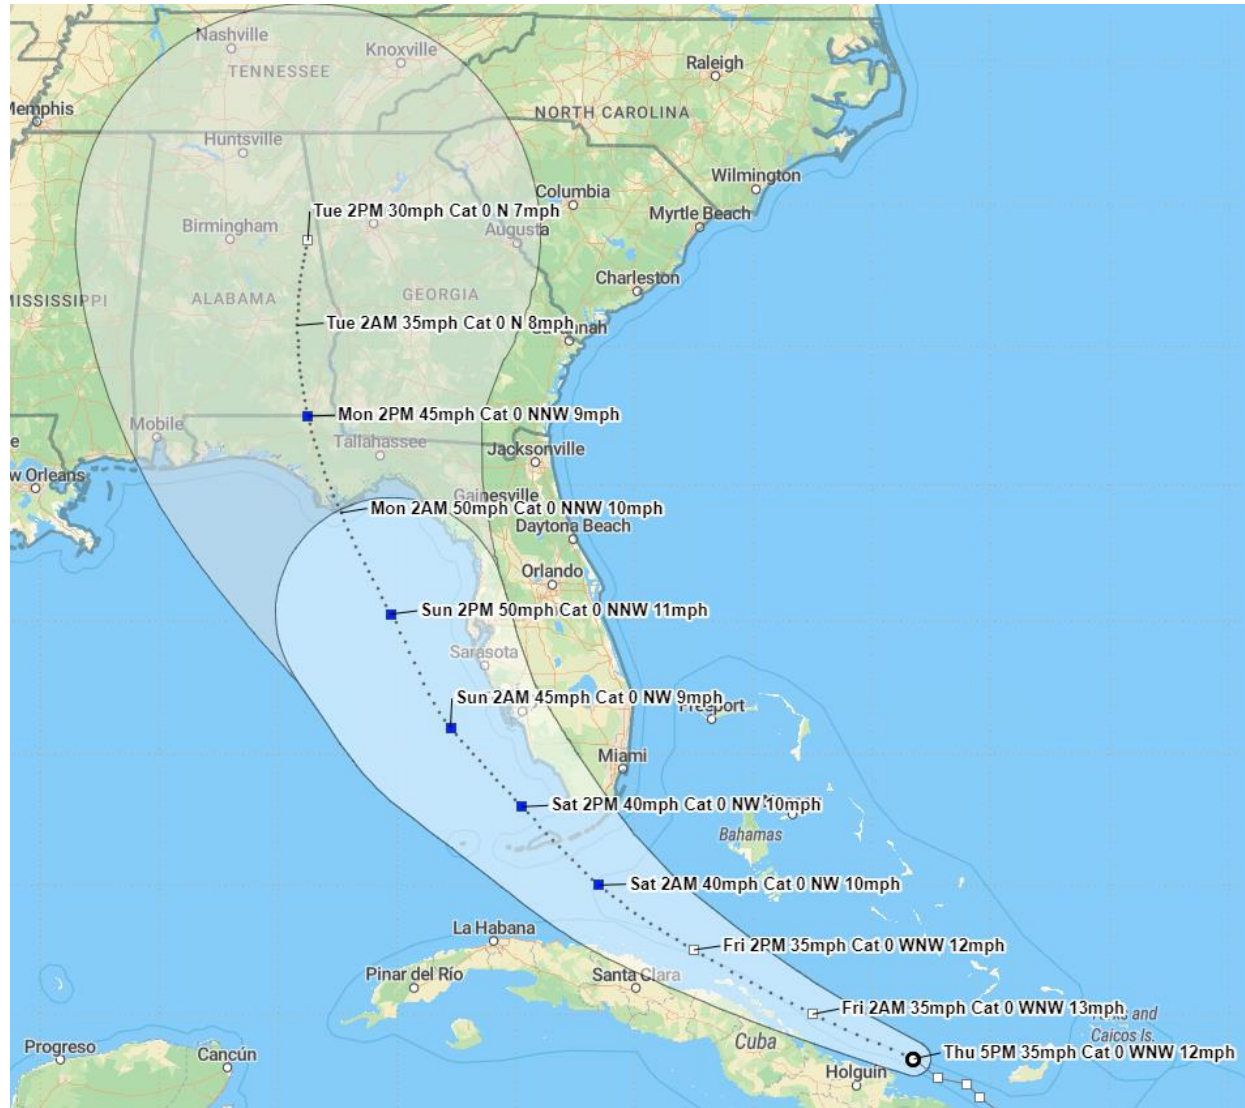 Nashville
Knoxville
TENNESSEE
Raleigh
Memphis
NORTH CAROLINA
Huntsville
Wilmington
Columbia
Tue 2PM 30mph Cat 0 N 7mph
Myrtle Beach
Birmingham
Augusta
Charleston
MISSISSIPPI
ALABAMA
GEORGIA
Tue 2AM 35mph Cat 0 N 8mph
Mon 2PM 45mph Cat 0 NNW 9mph
Mobile
Tallahassee
Jacksonville
w Orleans
Gainesville
Mon 2AM 50mph Cat 0 NNW 10mph
Daytona Beach
Orlando
Sun 2PM 50mph Cat 0 NNW 11mph
Sarasota
Sun 2AM 45mph Cat 0 NW 9mph
Miami
Sat 2PM 40mph Cat 0 NW 10mph
Bahamas
Sat 2AM 40mph Cat 0 NW 10mph
La Habana
Fri 2PM 35mph Cat 0 WNW 12mph
Pinar del Río
Santa Clara
Fri 2AM 35mph Cat 0 WNW 13mph
and
Caicos Is.
Cuba
Progreso
Cancún
Thu 5PM 35mph Cat 0 WNW 12mph
Holguín